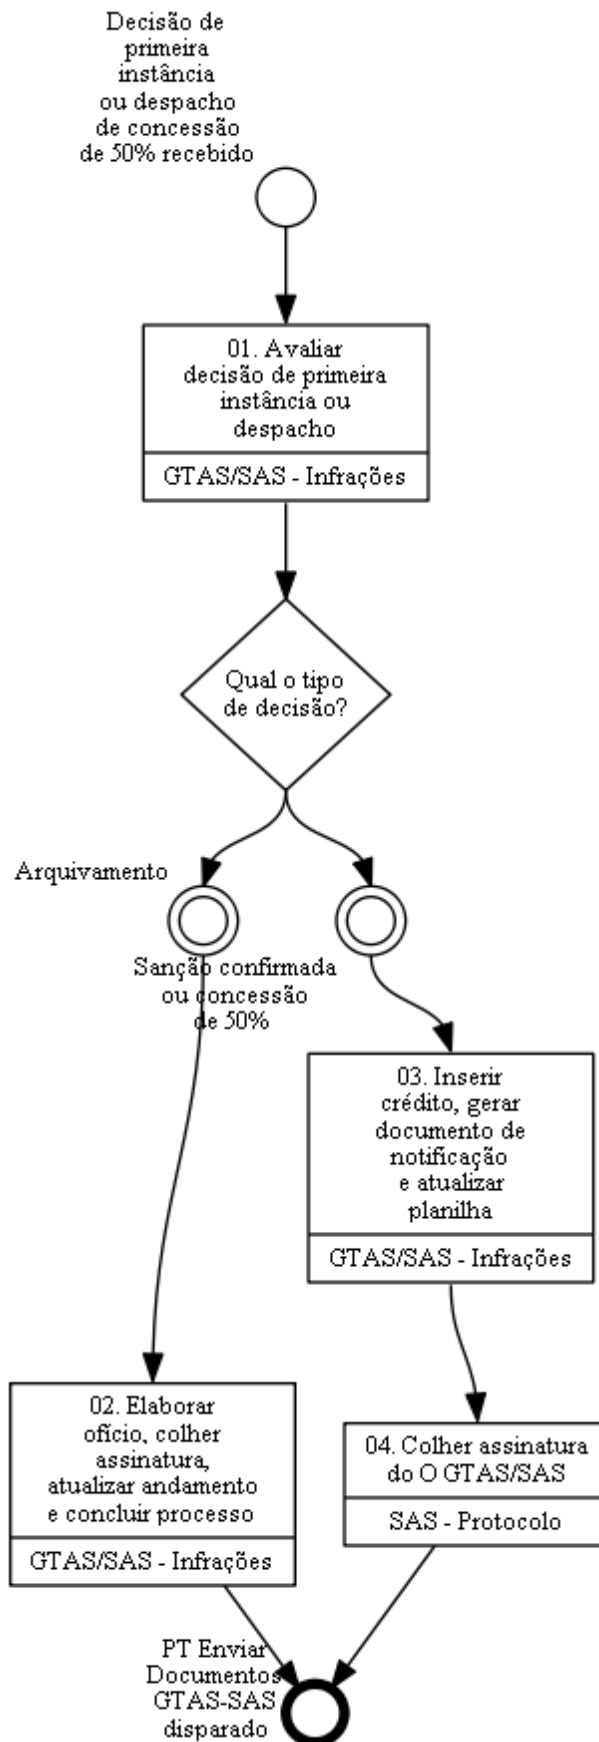 Decisão de
primeira
instância
ou despacho
de concessão
de 50% recebido
01. Avaliar
decisão de primeira
instância ou
despacho
GTAS/SAS - Infrações
Qual o tipo
de decisão?
Arquivamento
Sanção confirmada
ou concessão
de 50%
03. Inserir
crédito, gerar
documento de
notificação
e atualizar
planilha
GTAS/SAS - Infrações
02. Elaborar
ofício, colher
assinatura,
atualizar andamento
e concluir processo
GTAS/SAS - Infrações
04. Colher assinatura
do O GTAS/SAS
SAS - Protocolo
PT Enviar
Documentos
GTAS-SAS
disparado